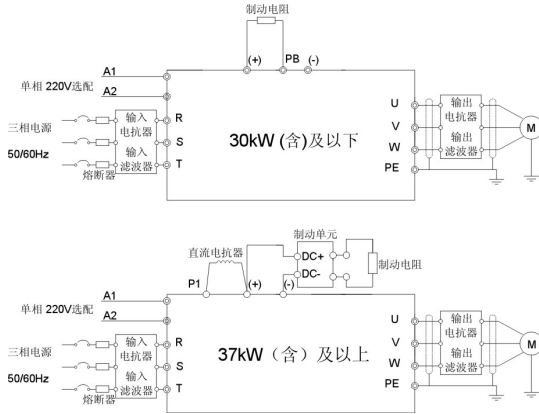 制动电阻
(+) PB (-)
A1
单相 220V选配
A2
三相电源
50/60Hz
熔断器
输入
电抗器
输入
滤波器
R
S
T
30kW (含)及以下
U
V
W
PE
输出
电抗器
输出
滤波器
M
制动单元
直流电抗器
DC+
DC-
制动电阻
P1 (+) (-)
A1
单相 220V选配
A2
三相电源
50/60Hz
熔断器
输入
电抗器
输入
滤波器
R
S
T
37kW（含）及以上
U
V
W
PE
输出
电抗器
输出
滤波器
M